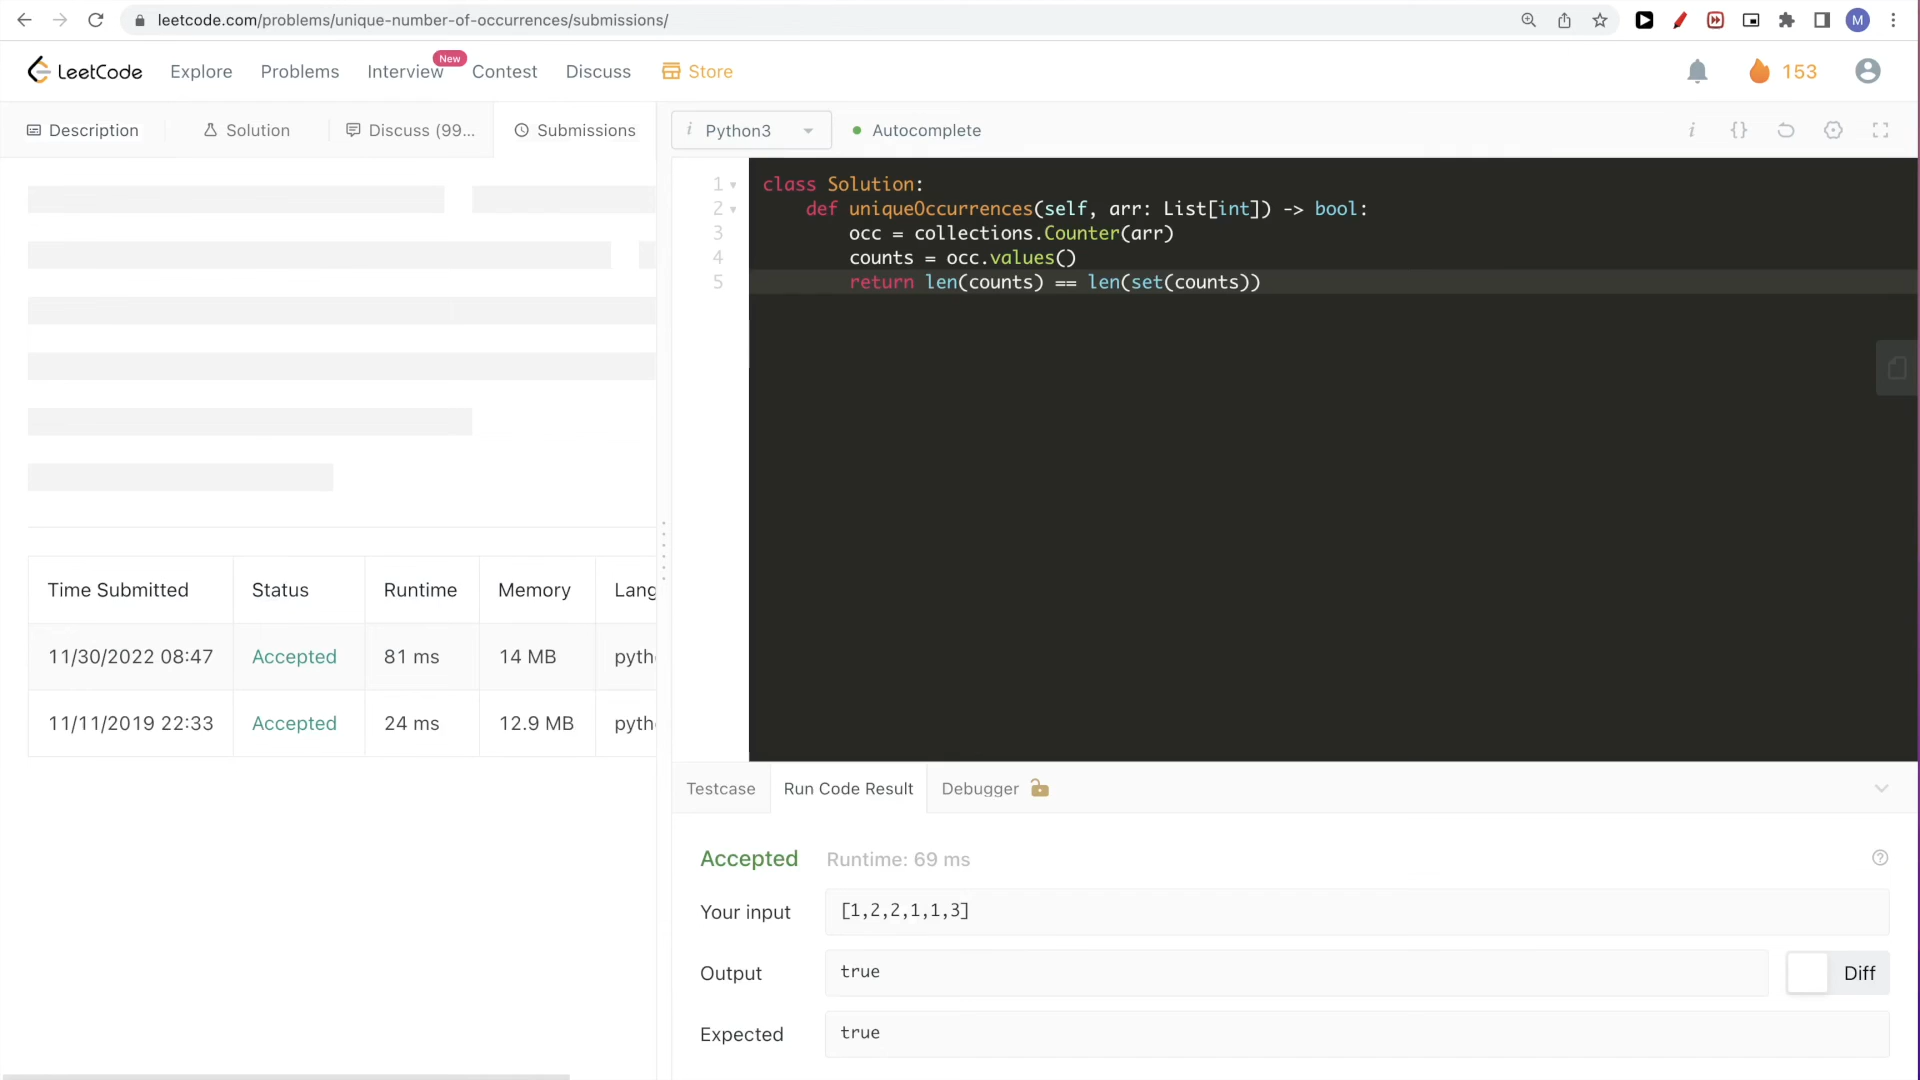 leetcode.com/problems/unique-number-of-occurrences/submissions/
M
LeetCode
Explore
Problems
Interview
New
Contest
Discuss
Store
153
Description
Solution
Discuss (99...
Submissions
i Python3
Autocomplete
i
{}
1 class Solution:
2 def uniqueOccurrences(self, arr: List[int]) -> bool:
3 occ = collections.Counter(arr)
4 counts = occ.values()
5 return len(counts) == len(set(counts))
Time Submitted Status Runtime Memory Lang
11/30/2022 08:47 Accepted 81 ms 14 MB pyth
11/11/2019 22:33 Accepted 24 ms 12.9 MB pyth
Testcase
Run Code Result
Debugger
Accepted Runtime: 69 ms
?
Your input [1,2,2,1,1,3]
Output true
Diff
Expected true